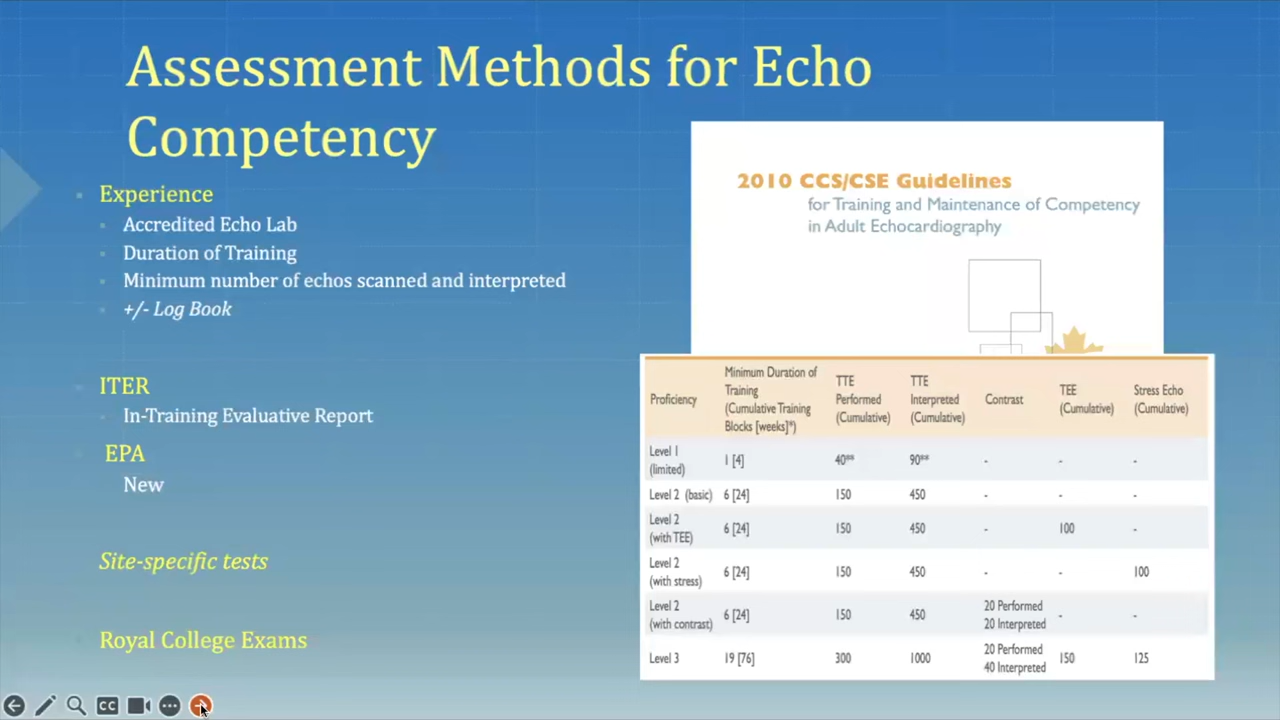 Assessment Methods for Echo
Competency
Experience
Accredited Echo Lab
Duration of Training
Minimum number of echos scanned and interpreted
+/- Log Book
ITER
In-Training Evaluative Report
EPA
New
Site-specific tests
Royal College Exams
2010 CCS/CSE Guidelines
for Training and Maintenance of Competency
in Adult Echocardiography
Proficiency
Minimum Duration of
Training
(Cumulative Training
Blocks [weeks]*)
TTE
Performed
(Cumulative)
TTE
Interpreted
(Cumulative)
Contrast
TEE
(Cumulative)
Stress Echo
(Cumulative)
Level 1
(limited)
1 [4]
40**
90**
-
-
-
Level 2 (basic)
6 [24]
150
450
-
-
-
Level 2
(with TEE)
6 [24]
150
450
-
100
-
Level 2
(with stress)
6 [24]
150
450
-
-
100
Level 2
(with contrast)
6 [24]
150
450
20 Performed
20 Interpreted
-
-
Level 3
19 [76]
300
1000
20 Performed
40 Interpreted
150
125
CC